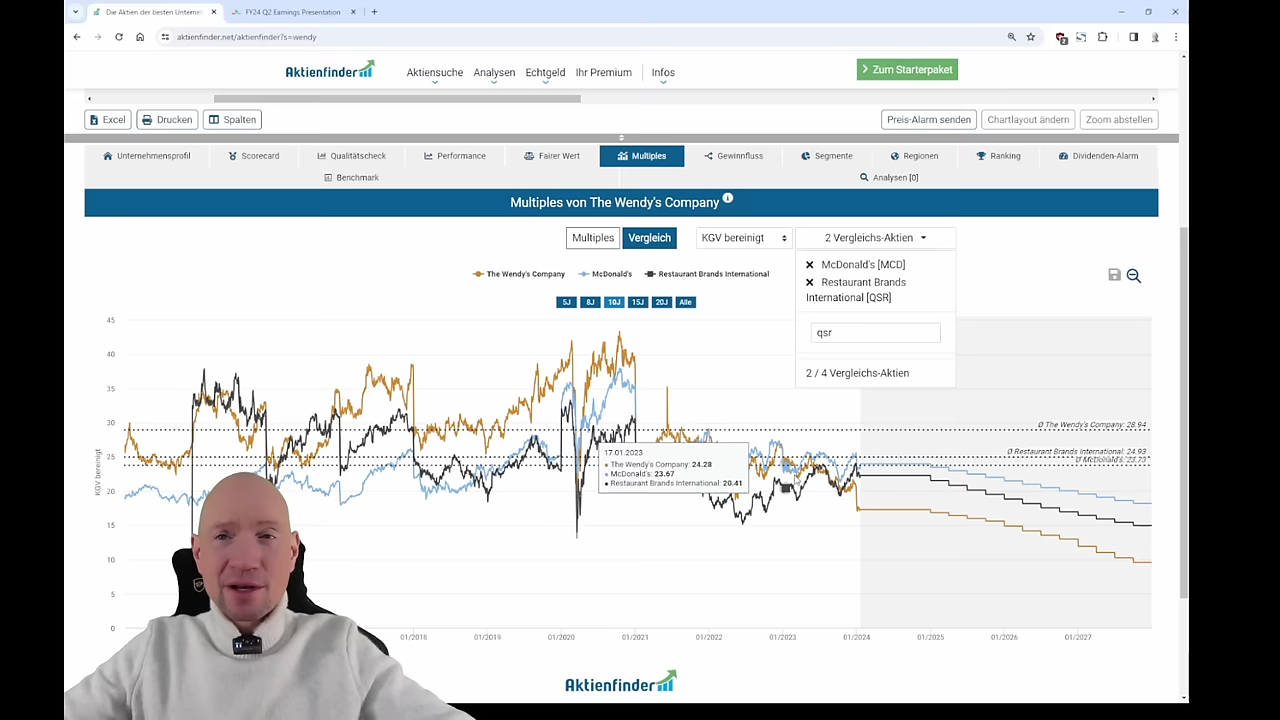 Die Aktien der besten Unterne
FY24 Q2 Earnings Presentation
aktienfinder.net/aktienfinder?s=wendy
Aktienfinder
Aktiensuche
Analysen
Echtgeld
Ihr Premium
Infos
Zum Starterpaket
Excel
Drucken
Spalten
Preis-Alarm senden
Chartlayout ändern
Zoom abstellen
Unternehmensprofil
Scorecard
Qualitätscheck
Performance
Fairer Wert
Multiples
Gewinnfluss
Segmente
Regionen
Ranking
Dividenden-Alarm
Benchmark
Analysen [0]
Multiples von The Wendy's Company
Multiples
Vergleich
KGV bereinigt
2 Vergleichs-Aktien
McDonald's [MCD]
Restaurant Brands
International [QSR]
qsr
2 / 4 Vergleichs-Aktien
The Wendy's Company
McDonald's
Restaurant Brands International
5J
8J
10J
15J
20J
Alle
45
40
35
30
25
20
15
10
5
0
KGV bereinigt
Ø The Wendy's Company: 28.94
Ø Restaurant Brands International: 24.93
Ø McDonald's: 23.73
17.01.2023
The Wendy's Company: 24.28
McDonald's: 23.67
Restaurant Brands International: 20.41
01/2018
01/2019
01/2020
01/2021
01/2022
01/2023
01/2024
01/2025
01/2026
01/2027
Aktienfinder